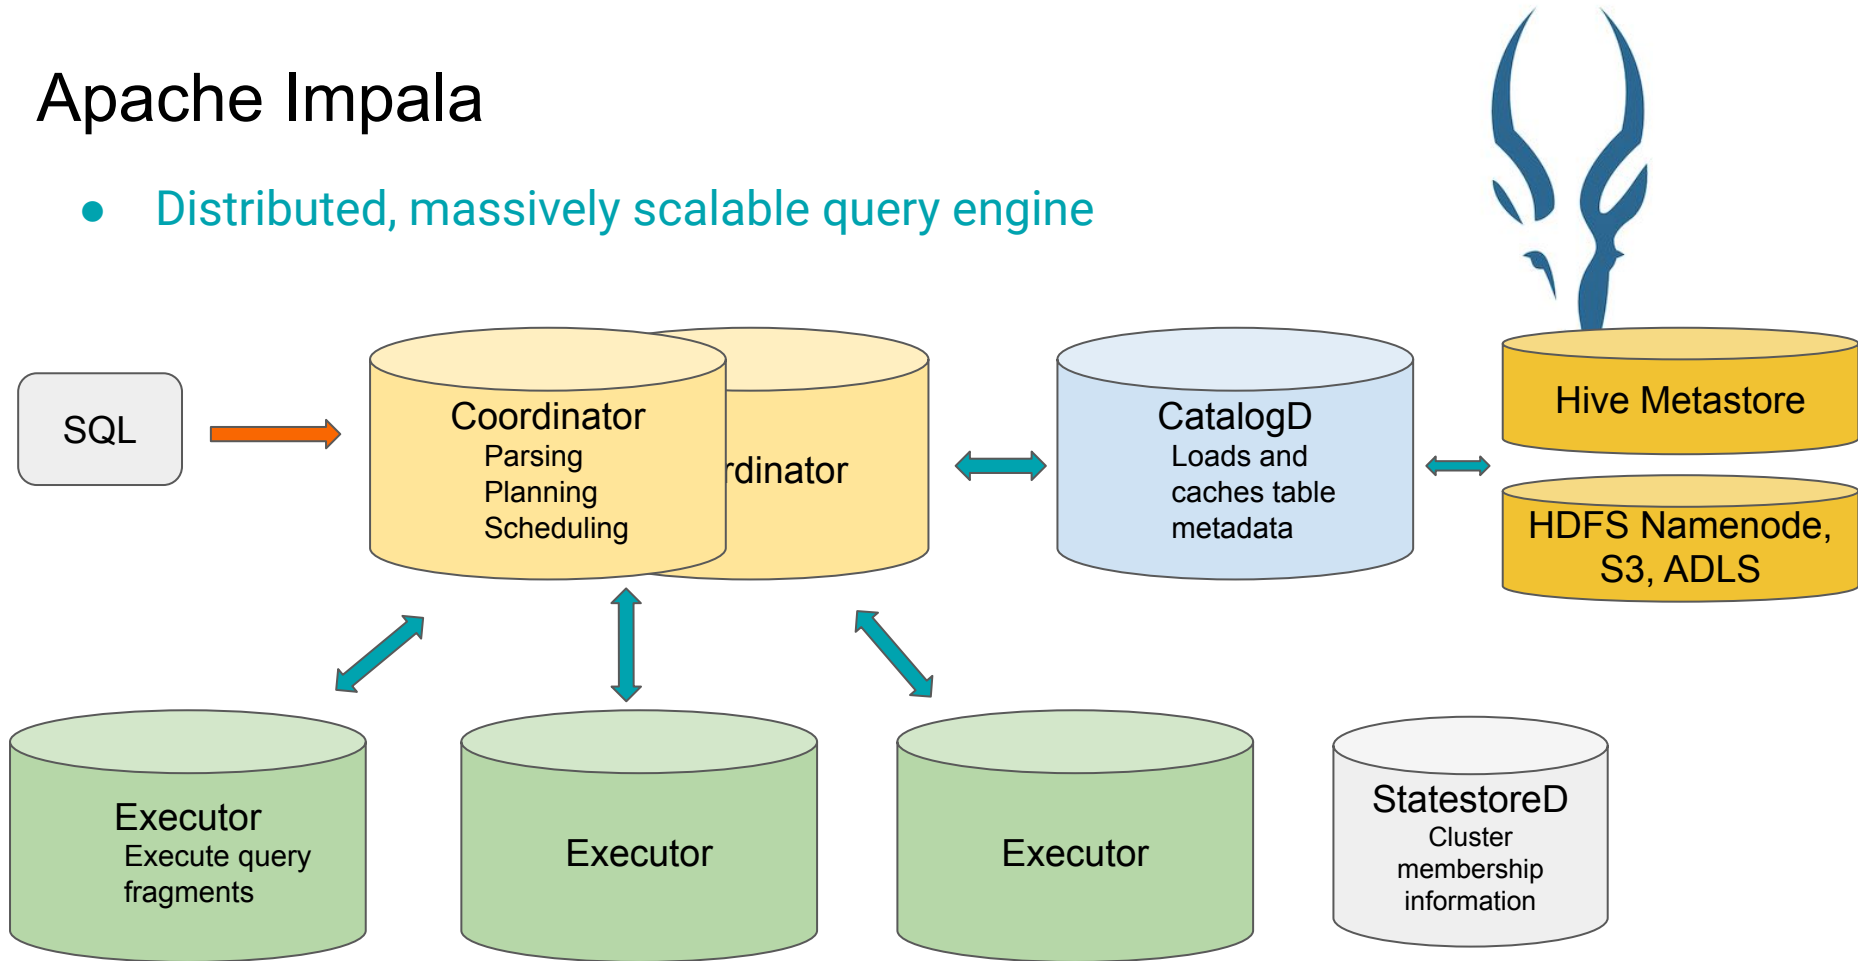 Apache Impala
● Distributed, massively scalable query engine
SQL
Coordinator
Parsing
Planning
Scheduling
rdinator
CatalogD
Loads and
caches table
metadata
Hive Metastore
HDFS Namenode,
S3, ADLS
Executor
Execute query
fragments
Executor
Executor
StatestoreD
Cluster
membership
information